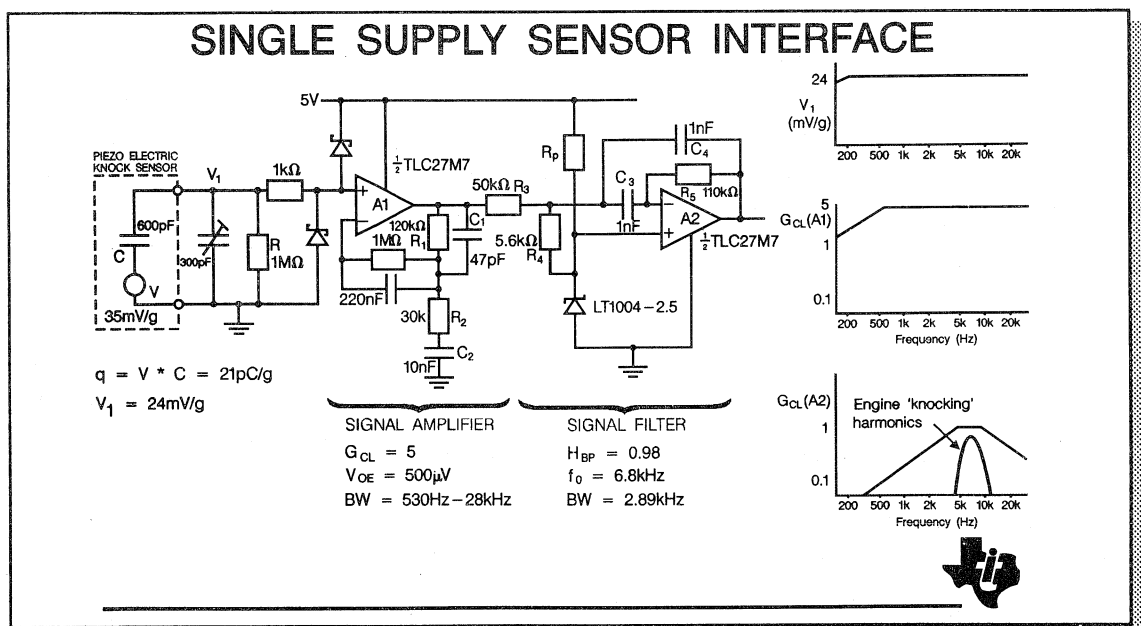 SINGLE SUPPLY SENSOR INTERFACE
PIEZO ELECTRIC
KNOCK SENSOR
600pF
C
V
35mV/g
V1
300pF
R
1MΩ
1kΩ
5V
½TLC27M7
A1
120kΩ
R1
C1
47pF
1MΩ
220nF
30k
R2
C2
10nF
50kΩ R3
5.6kΩ
R4
Rp
LT1004-2.5
1nF
C4
C3
1nF
R5
110kΩ
A2
½TLC27M7
q = V * C = 21pC/g
V1 = 24mV/g
SIGNAL AMPLIFIER
GCL = 5
VOE = 500µV
BW = 530Hz-28kHz
SIGNAL FILTER
HBP = 0.98
f0 = 6.8kHz
BW = 2.89kHz
24
V1
(mV/g)
200 500 1k 2k 5k 10k 20k
5
GCL(A1)
1
0.1
200 500 1k 2k 5k 10k 20k
Frequency (Hz)
GCL(A2)
1
0.1
Engine 'knocking'
harmonics
200 500 1k 2k 5k 10k 20k
Frequency (Hz)